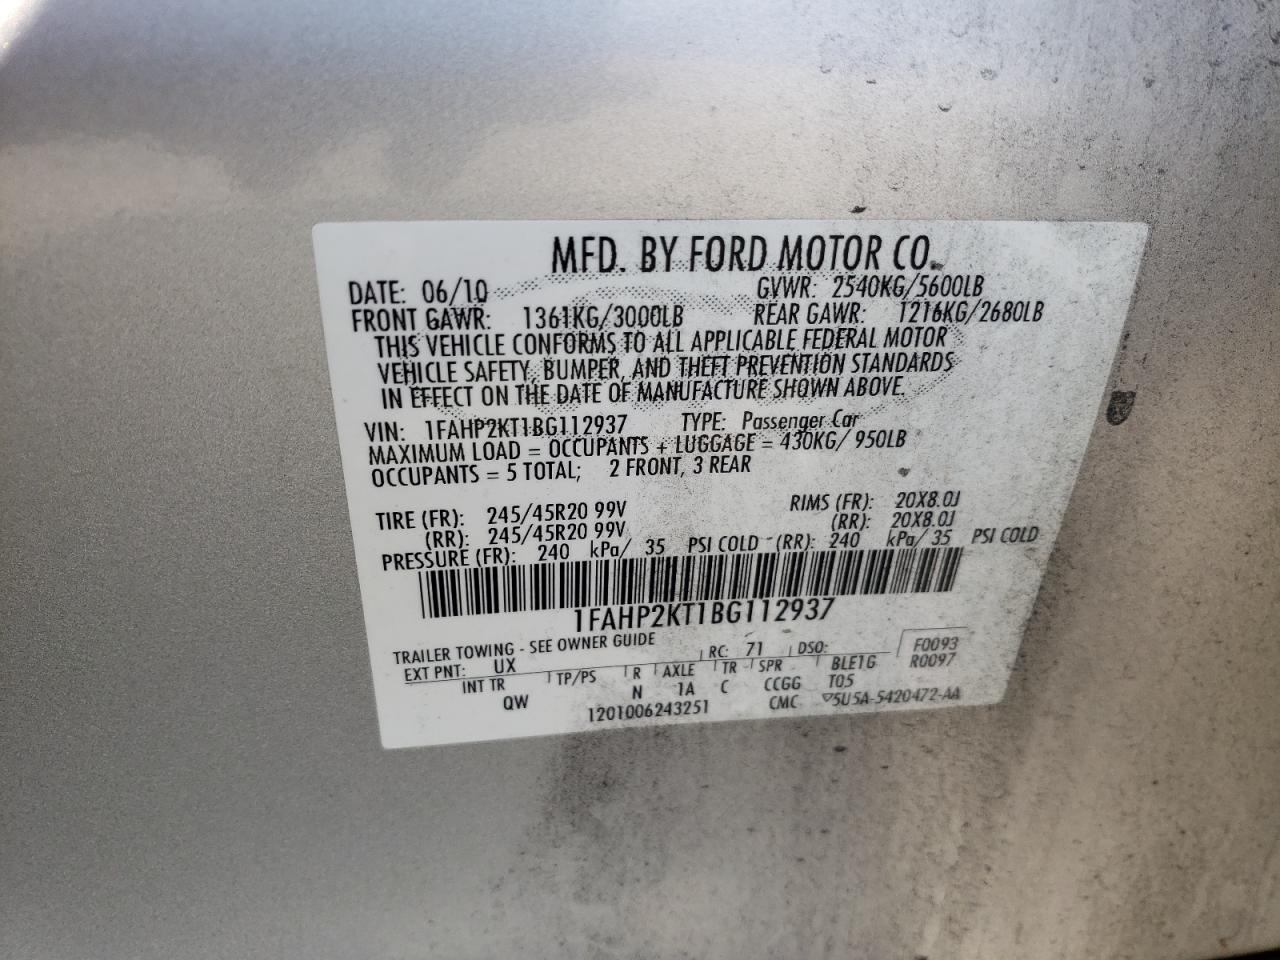 MFD. BY FORD MOTOR CO.
DATE: 06/10 GVWR: 2540KG/5600LB
FRONT GAWR: 1361KG/3000LB REAR GAWR: 1216KG/2680LB
THIS VEHICLE CONFORMS TO ALL APPLICABLE FEDERAL MOTOR
VEHICLE SAFETY, BUMPER, AND THEFT PREVENTION STANDARDS
IN EFFECT ON THE DATE OF MANUFACTURE SHOWN ABOVE.
VIN: 1FAHP2KT1BG112937 TYPE: Passenger Car
MAXIMUM LOAD = OCCUPANTS + LUGGAGE = 430KG/ 950LB
OCCUPANTS = 5 TOTAL; 2 FRONT, 3 REAR
TIRE (FR): 245/45R20 99V RIMS (FR): 20X8.0J
(RR): 245/45R20 99V (RR): 20X8.0J
PRESSURE (FR): 240 kPa/ 35 PSI COLD (RR): 240 kPa/ 35 PSI COLD
1FAHP2KT1BG112937
TRAILER TOWING - SEE OWNER GUIDE RC: 71 DSO: F0093
EXT PNT: UX R0097
INT TR TP/PS R AXLE TR SPR BLE1G
QW N 1A C CCGG T05
1201006243251 CMC 5U5A-5420472-AA